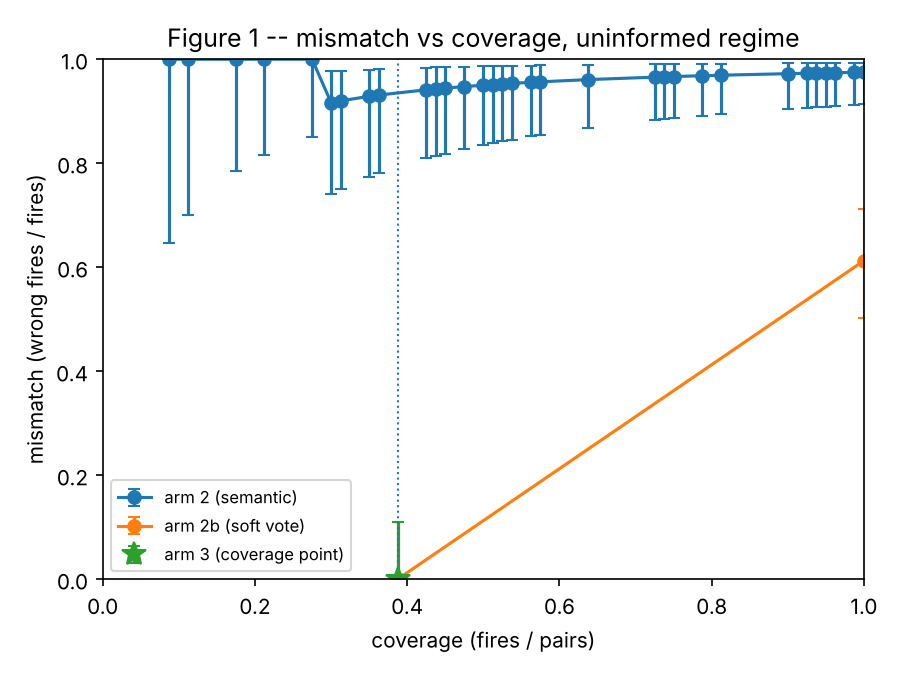 Figure 1 -- mismatch vs coverage, uninformed regime
mismatch (wrong fires / fires)
1.0
0.8
0.6
0.4
0.2
0.0
arm 2 (semantic)
arm 2b (soft vote)
arm 3 (coverage point)
0.0 0.2 0.4 0.6 0.8 1.0
coverage (fires / pairs)